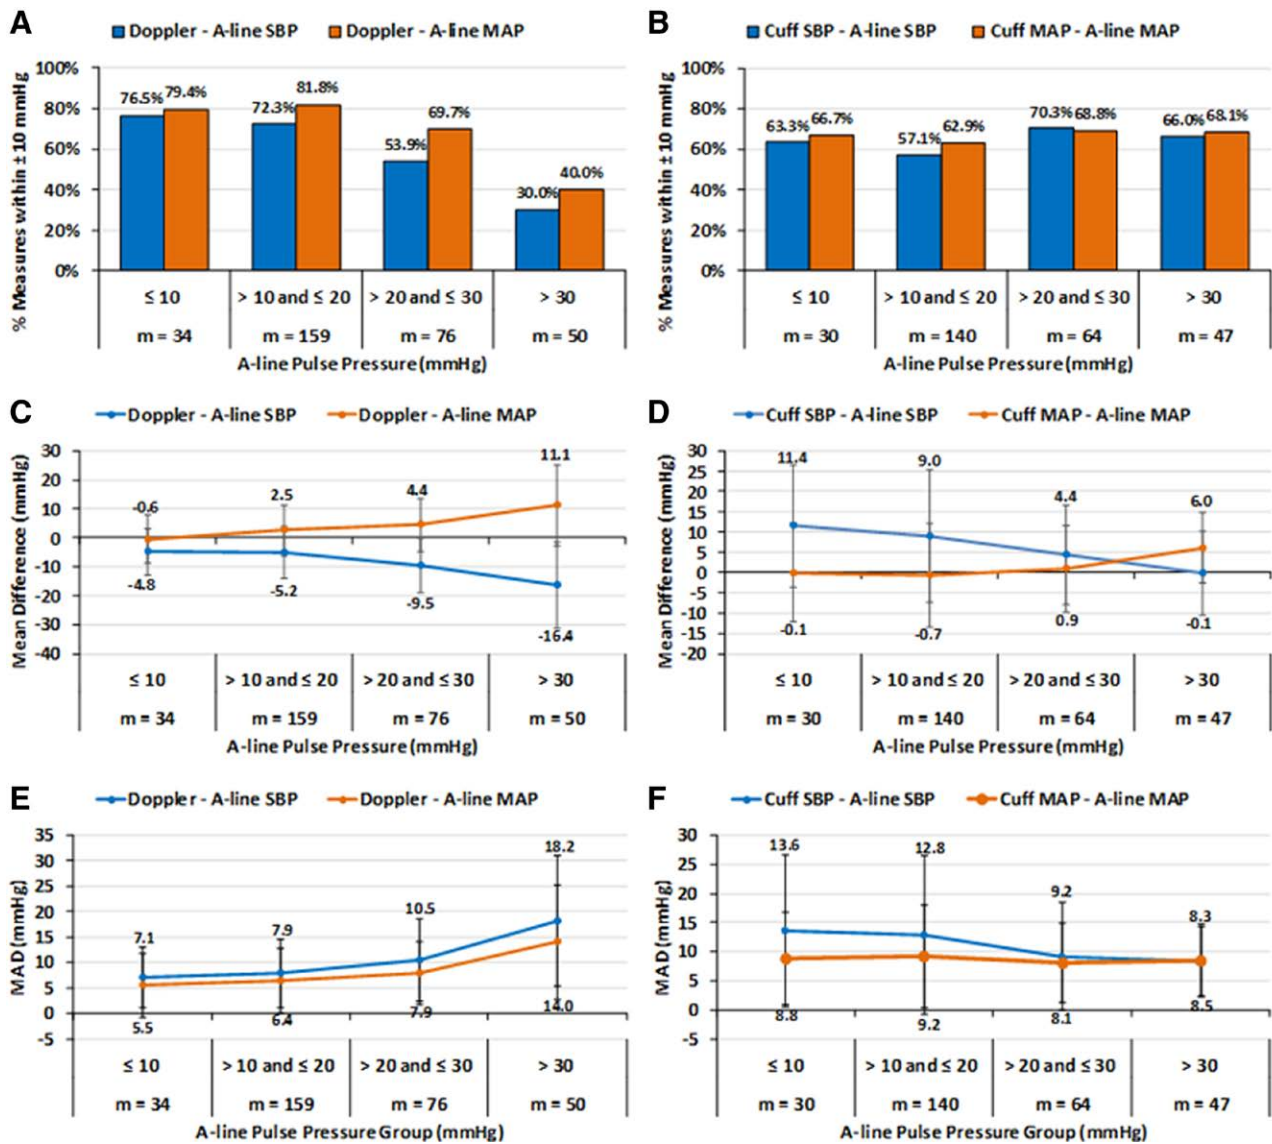 A
Doppler - A-line SBP
Doppler - A-line MAP
% Measures within ± 10 mmHg
100%
80%
60%
40%
20%
0%
76.5%
79.4%
72.3%
81.8%
53.9%
69.7%
30.0%
40.0%
≤ 10
> 10 and ≤ 20
> 20 and ≤ 30
> 30
m = 34
m = 159
m = 76
m = 50
A-line Pulse Pressure (mmHg)
B
Cuff SBP - A-line SBP
Cuff MAP - A-line MAP
% Measures within ± 10 mmHg
100%
80%
60%
40%
20%
0%
63.3%
66.7%
57.1%
62.9%
70.3%
68.8%
66.0%
68.1%
≤ 10
> 10 and ≤ 20
> 20 and ≤ 30
> 30
m = 30
m = 140
m = 64
m = 47
A-line Pulse Pressure (mmHg)
C
Doppler - A-line SBP
Doppler - A-line MAP
Mean Difference (mmHg)
30
20
10
0
-10
-20
-30
-40
-0.6
2.5
4.4
11.1
-4.8
-5.2
-9.5
-16.4
≤ 10
> 10 and ≤ 20
> 20 and ≤ 30
> 30
m = 34
m = 159
m = 76
m = 50
A-line Pulse Pressure (mmHg)
D
Cuff SBP - A-line SBP
Cuff MAP - A-line MAP
Mean Difference (mmHg)
30
25
20
15
10
5
0
-5
-10
-15
-20
11.4
9.0
4.4
6.0
-0.1
-0.7
0.9
-0.1
≤ 10
> 10 and ≤ 20
> 20 and ≤ 30
> 30
m = 30
m = 140
m = 64
m = 47
A-line Pulse Pressure (mmHg)
E
Doppler - A-line SBP
Doppler - A-line MAP
MAD (mmHg)
35
30
25
20
15
10
5
0
-5
7.1
7.9
10.5
18.2
5.5
6.4
7.9
14.0
≤ 10
> 10 and ≤ 20
> 20 and ≤ 30
> 30
m = 34
m = 159
m = 76
m = 50
A-line Pulse Pressure Group (mmHg)
F
Cuff SBP - A-line SBP
Cuff MAP - A-line MAP
MAD (mmHg)
30
25
20
15
10
5
0
-5
13.6
12.8
9.2
8.3
8.8
9.2
8.1
8.5
≤ 10
> 10 and ≤ 20
> 20 and ≤ 30
> 30
m = 30
m = 140
m = 64
m = 47
A-line Pulse Pressure Group (mmHg)